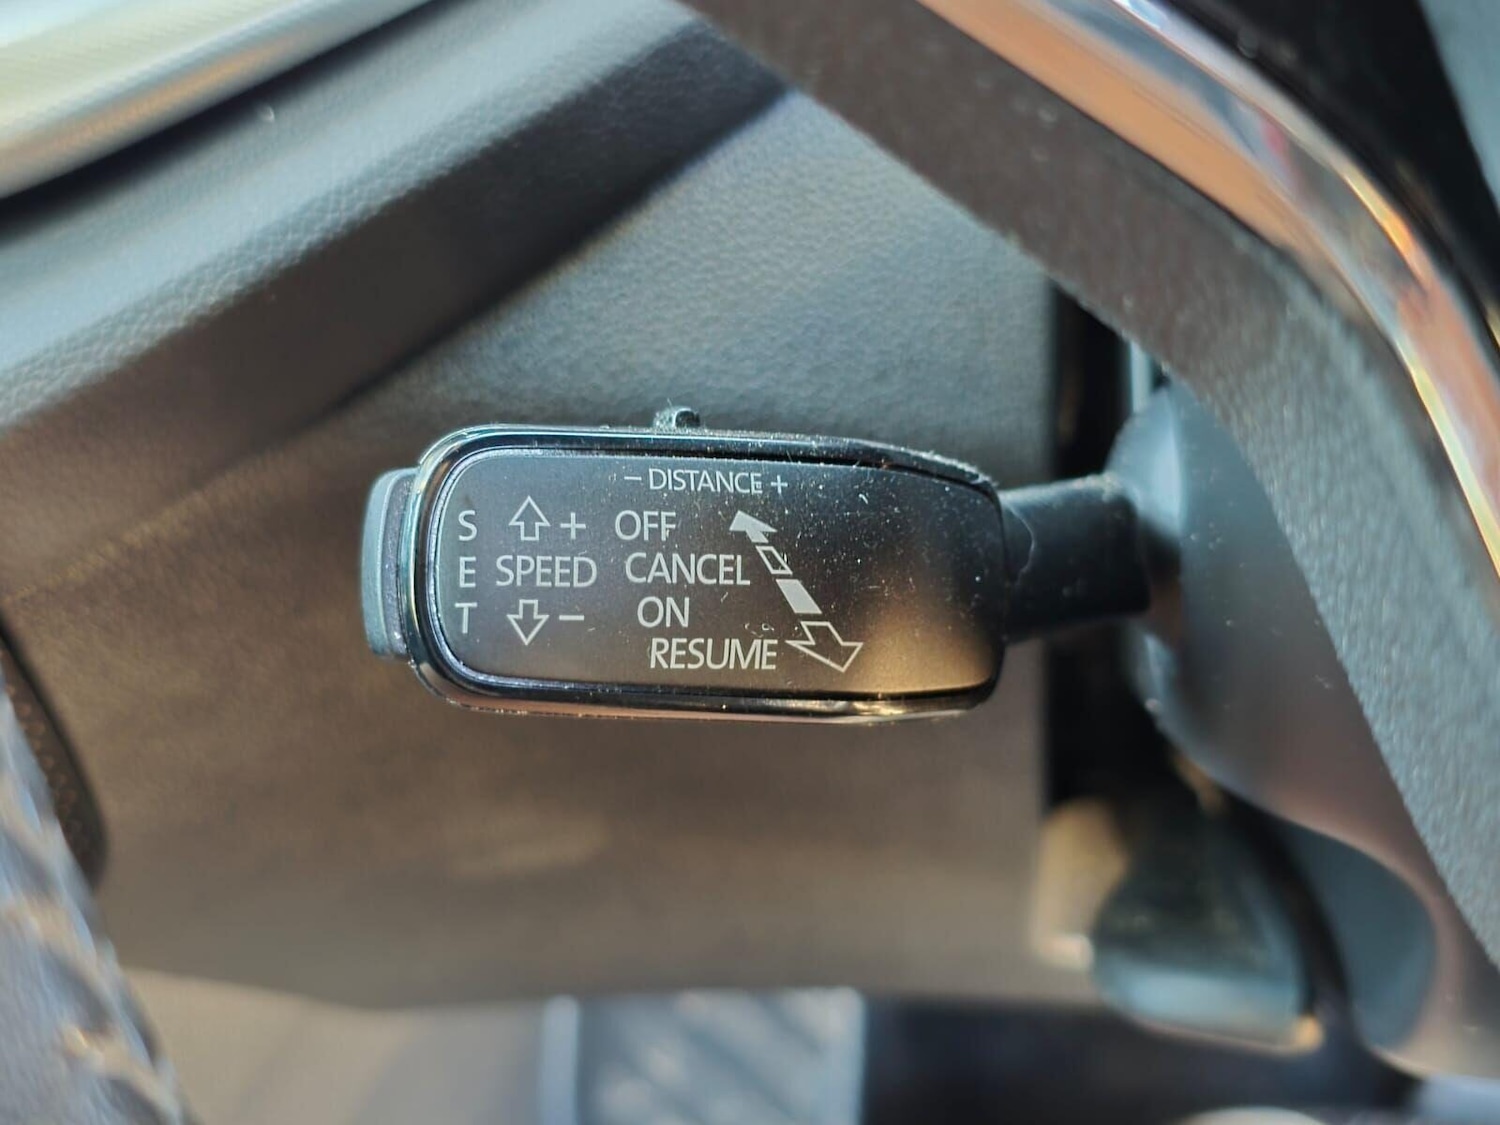 − DISTANCE +
S + OFF
E SPEED CANCEL
T − ON
RESUME